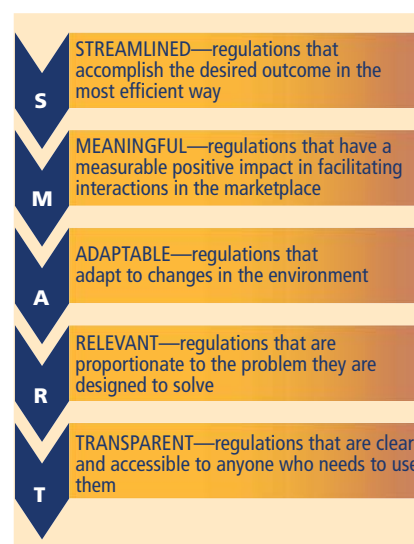 STREAMLINED—regulations that
accomplish the desired outcome in the
most efficient way
S
MEANINGFUL—regulations that have a
measurable positive impact in facilitating
interactions in the marketplace
M
ADAPTABLE—regulations that
adapt to changes in the environment
A
RELEVANT—regulations that are
proportionate to the problem they are
designed to solve
R
TRANSPARENT—regulations that are clear
and accessible to anyone who needs to use
them
T